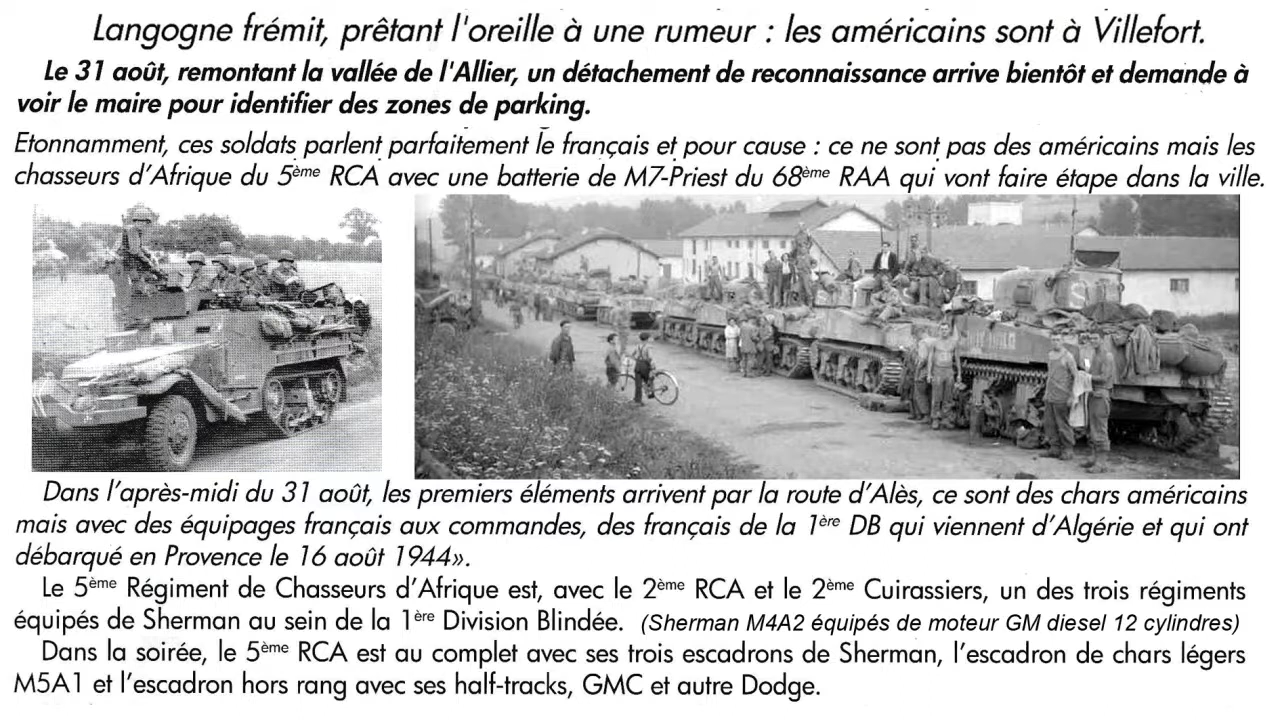 Langogne frémit, prêtant l'oreille à une rumeur : les américains sont à Villefort.
Le 31 août, remontant la vallée de l'Allier, un détachement de reconnaissance arrive bientôt et demande à
voir le maire pour identifier des zones de parking.
Etonnamment, ces soldats parlent parfaitement le français et pour cause : ce ne sont pas des américains mais les
chasseurs d'Afrique du 5ème RCA avec une batterie de M7-Priest du 68ème RAA qui vont faire étape dans la ville.
Dans l'après-midi du 31 août, les premiers éléments arrivent par la route d'Alès, ce sont des chars américains
mais avec des équipages français aux commandes, des français de la 1ère DB qui viennent d'Algérie et qui ont
débarqué en Provence le 16 août 1944».
Le 5ème Régiment de Chasseurs d'Afrique est, avec le 2ème RCA et le 2ème Cuirassiers, un des trois régiments
équipés de Sherman au sein de la 1ère Division Blindée. (Sherman M4A2 équipés de moteur GM diesel 12 cylindres)
Dans la soirée, le 5ème RCA est au complet avec ses trois escadrons de Sherman, l'escadron de chars légers
M5A1 et l'escadron hors rang avec ses half-tracks, GMC et autre Dodge.